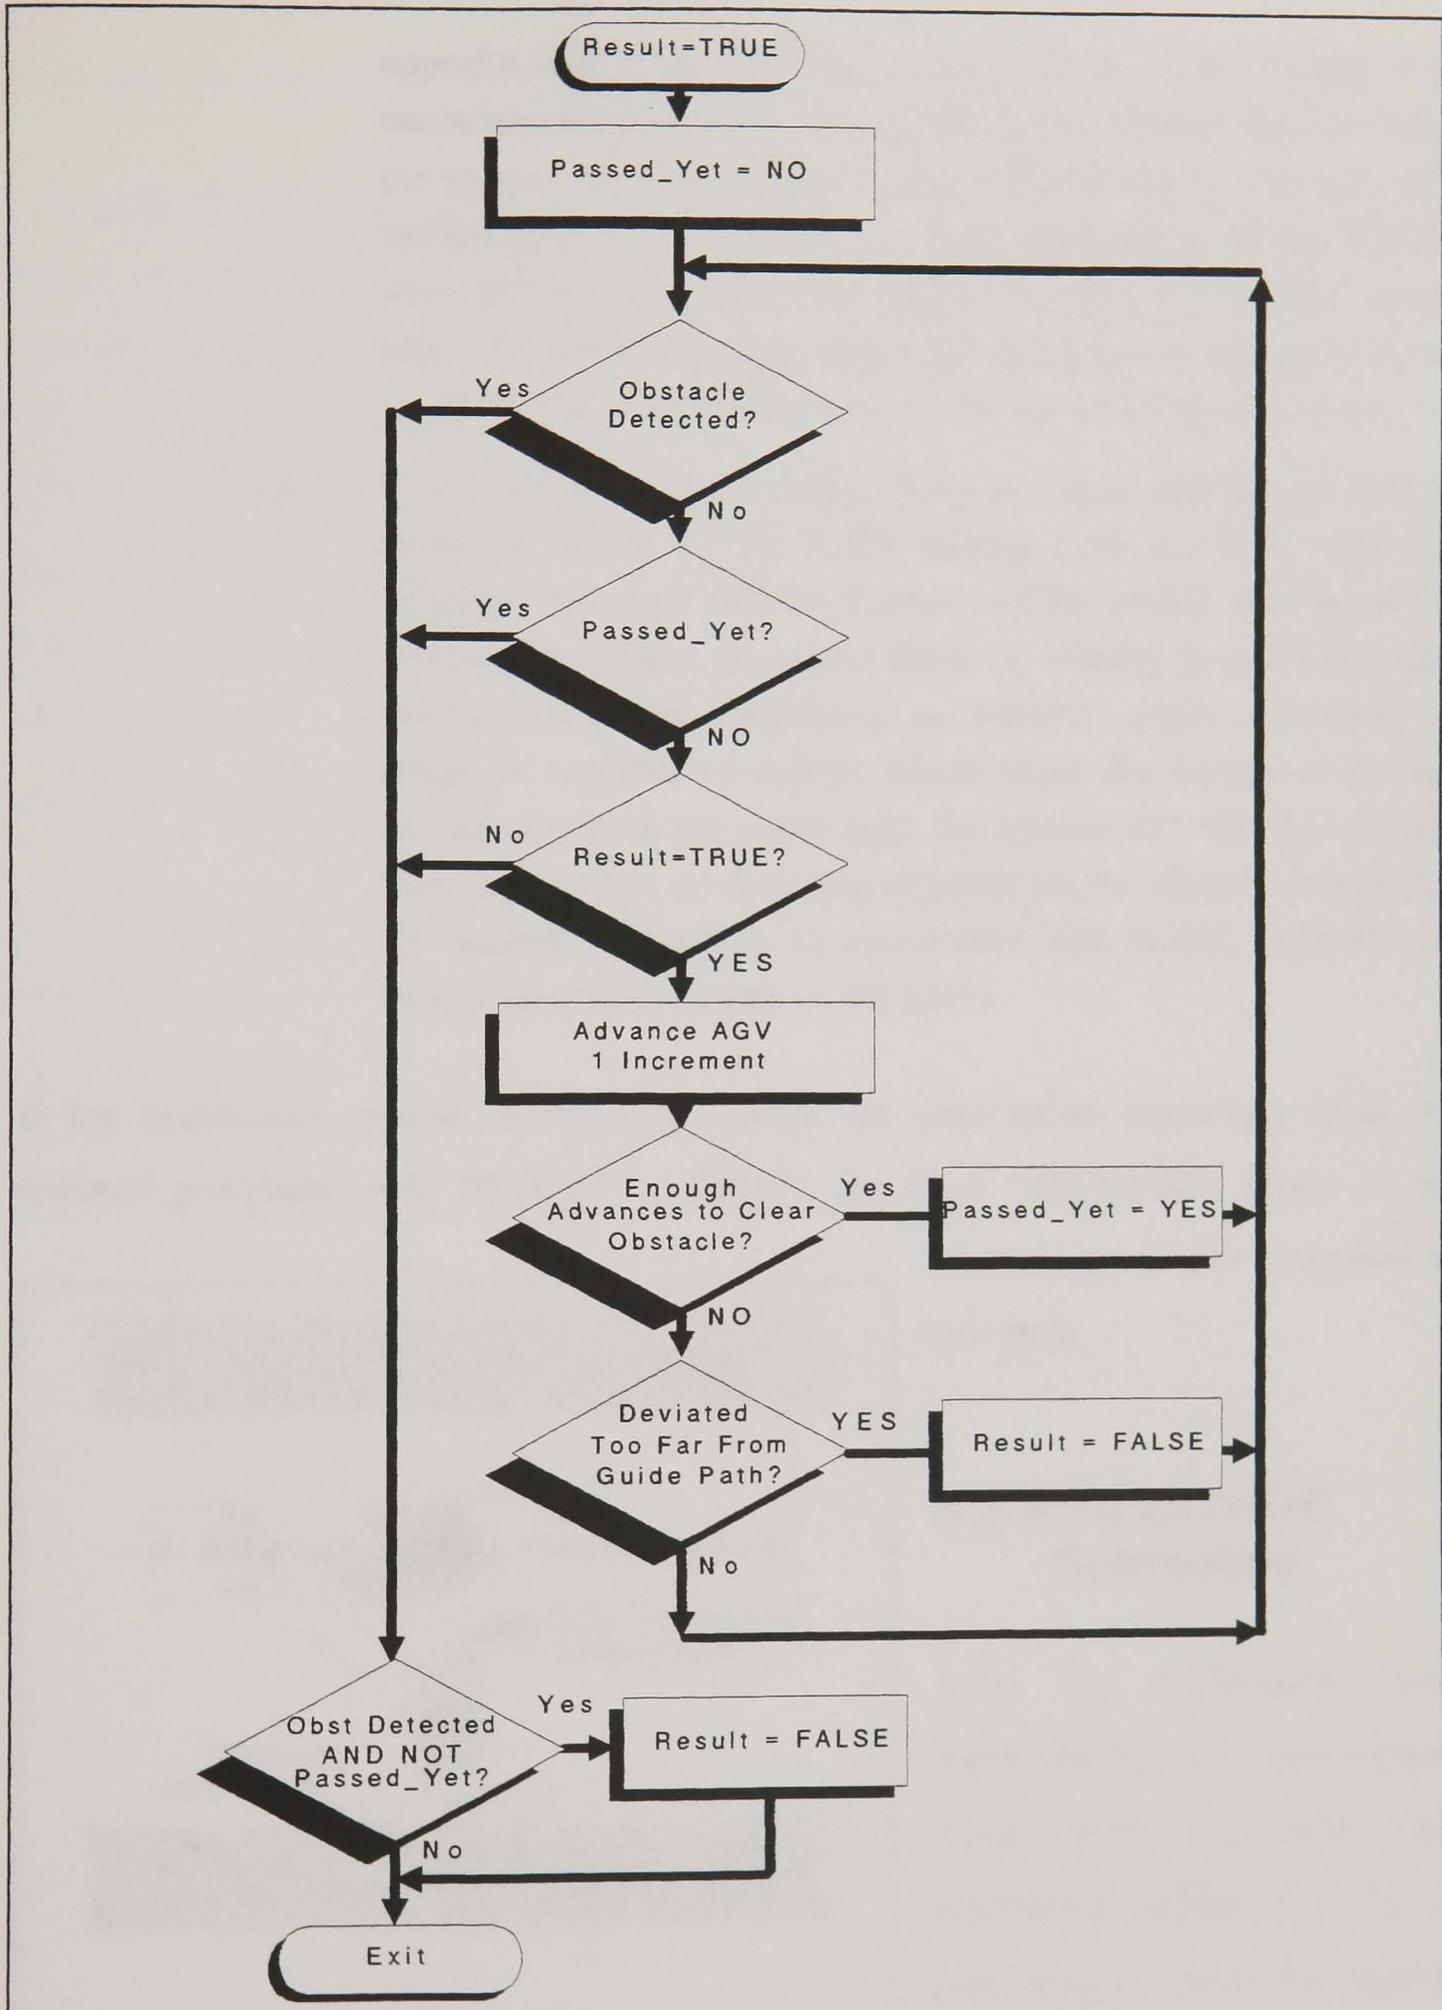 Result=TRUE
Passed_Yet = NO
Yes
Obstacle
Detected?
No
Yes
Passed_Yet?
NO
No
Result=TRUE?
YES
Advance AGV
1 Increment
Enough
Advances to Clear
Obstacle?
Yes
Passed_Yet = YES
NO
Deviated
Too Far From
Guide Path?
YES
Result = FALSE
No
Obst Detected
AND NOT
Passed_Yet?
Yes
Result = FALSE
No
Exit